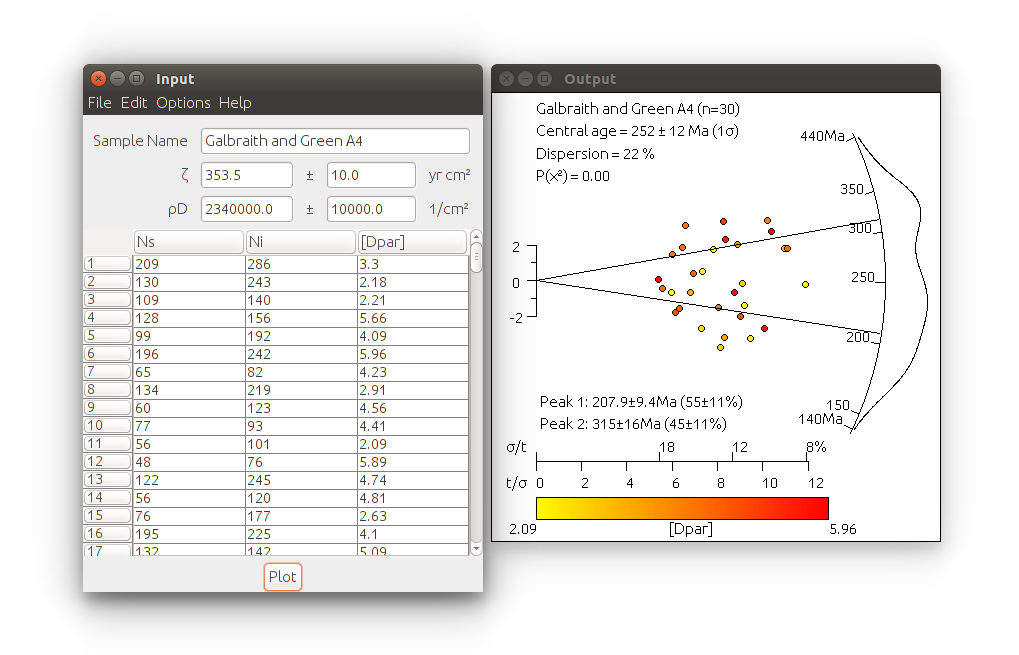 Input
File Edit Options Help
Sample Name Galbraith and Green A4
ζ 353.5 ± 10.0 yr cm²
ρD 2340000.0 ± 10000.0 1/cm²
Ns Ni [Dpar]
1 209 286 3.3
2 130 243 2.18
3 109 140 2.21
4 128 156 5.66
5 99 192 4.09
6 196 242 5.96
7 65 82 4.23
8 134 219 2.91
9 60 123 4.56
10 77 93 4.41
11 56 101 2.09
12 48 76 5.89
13 122 245 4.74
14 56 120 4.81
15 76 177 2.63
16 195 225 4.1
17 132 142 5.09
Plot
Output
Galbraith and Green A4 (n=30)
Central age = 252 ± 12 Ma (1σ)
Dispersion = 22 %
P(χ²) = 0.00
440Ma
350
300
250
200
150
140Ma
2
0
-2
Peak 1: 207.9±9.4Ma (55±11%)
Peak 2: 315±16Ma (45±11%)
σ/t 18 12 8%
t/σ 0 2 4 6 8 10 12
2.09 [Dpar] 5.96